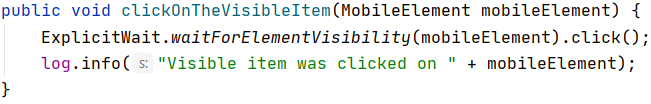 public void clickOnTheVisibleItem(MobileElement mobileElement) {
    ExplicitWait.waitForElementVisibility(mobileElement).click();
    log.info( s: "Visible item was clicked on " + mobileElement);
}